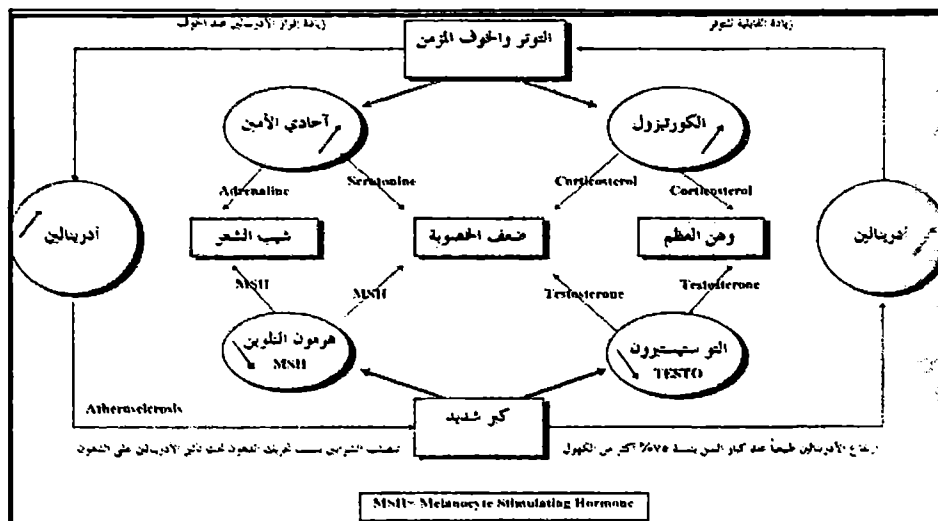 زيادة القابلية للتوتر
زيادة إفراز الأدرينالين عند الخوف
التوتر والخوف المزمن
الكورتيزول
آحادي الأمين
Adrenaline
Serutonine
Corticosterol
Corticosterol
أدرينالين
وهن العظم
ضعف الخصوبة
شيب الشعر
أدرينالين
MSH
MSH
Testosterone
Testosterone
هرمون التلوين
MSH
التوستيستيرون
TESTO
Atherosclerosis
كبر شديد
ارتفاع الأدرينالين طبيعياً عند كبار السن بنسبة ٧٥% أكثر من الكهول
تصلب الشرايين بسبب تحريك الدهون تحت تأثير الأدرينالين على الدهون
MSH= Melanocyte Stimulating Hormone